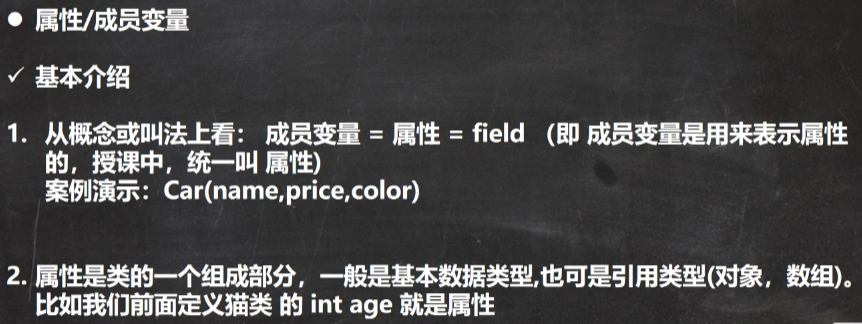 ● 属性/成员变量
✓ 基本介绍
1. 从概念或叫法上看： 成员变量 = 属性 = field （即 成员变量是用来表示属性
的，授课中，统一叫 属性)
案例演示：Car(name,price,color)
2. 属性是类的一个组成部分，一般是基本数据类型,也可是引用类型(对象，数组)。
比如我们前面定义猫类 的 int age 就是属性